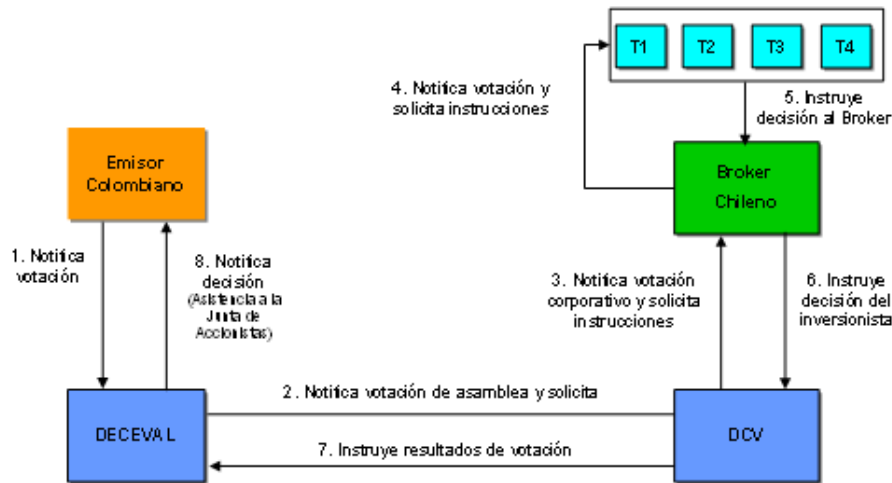 T1
T2
T3
T4
4. Notifica votación y
solicita instrucciones
5. Instruye
decisión al Broker
Emisor
Colombiano
Broker
Chileno
1. Notifica
votación
8. Notifica
decisión
(Asistencia a la
Junta de
Accionistas)
3. Notifica votación
corporativo y solicita
instrucciones
6. Instruye
decisión del
inversionista
2. Notifica votación de asamblea y solicita
DECEVAL
DCV
7. Instruye resultados de votación